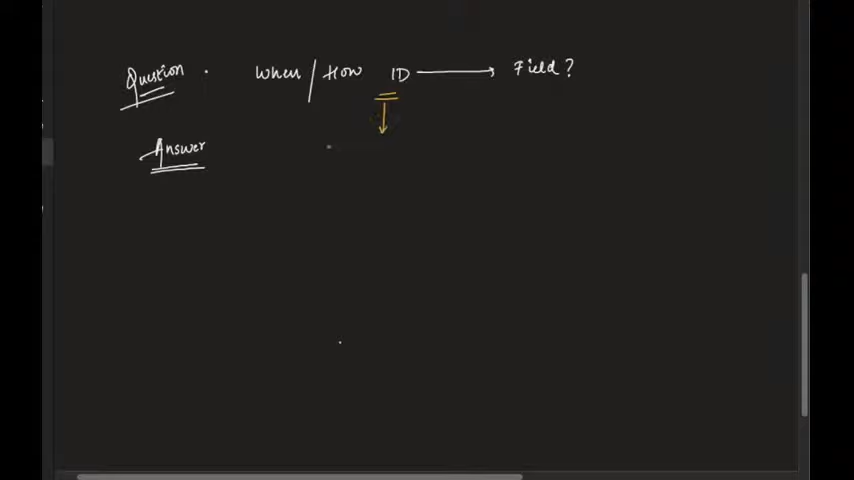 Question. When / How ID → Field?
Answer